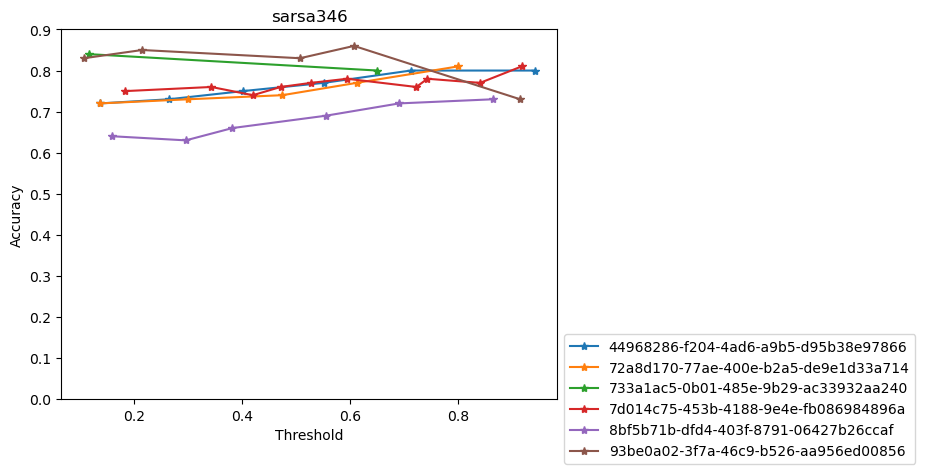 sarsa346
0.9
0.8
0.7
0.6
0.5
0.4
0.3
0.2
0.1
0.0
Accuracy
0.2 0.4 0.6 0.8
Threshold
44968286-f204-4ad6-a9b5-d95b38e97866
72a8d170-77ae-400e-b2a5-de9e1d33a714
733a1ac5-0b01-485e-9b29-ac33932aa240
7d014c75-453b-4188-9e4e-fb086984896a
8bf5b71b-dfd4-403f-8791-06427b26ccaf
93be0a02-3f7a-46c9-b526-aa956ed00856